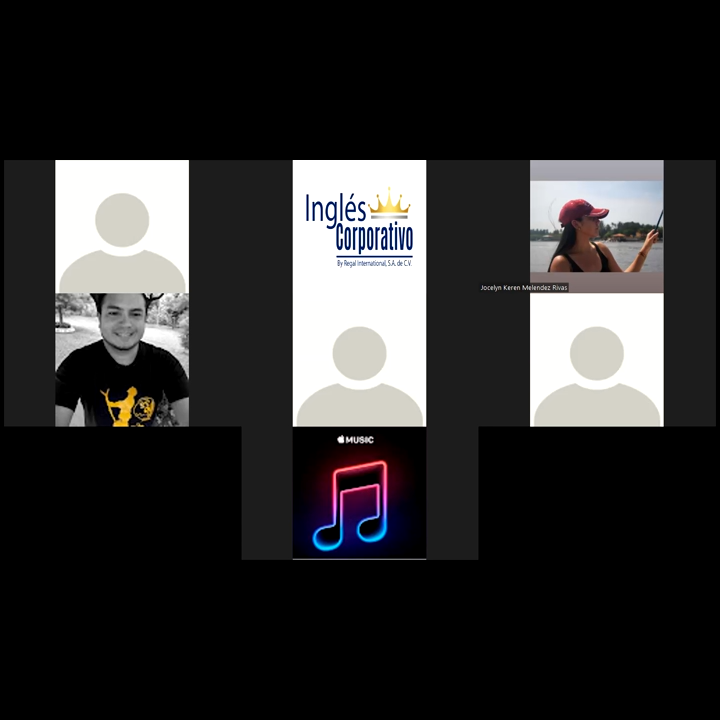 Inglés
Corporativo
By Regal International, S.A. de C.V.
Jocelyn Keren Melendez Rivas
MUSIC